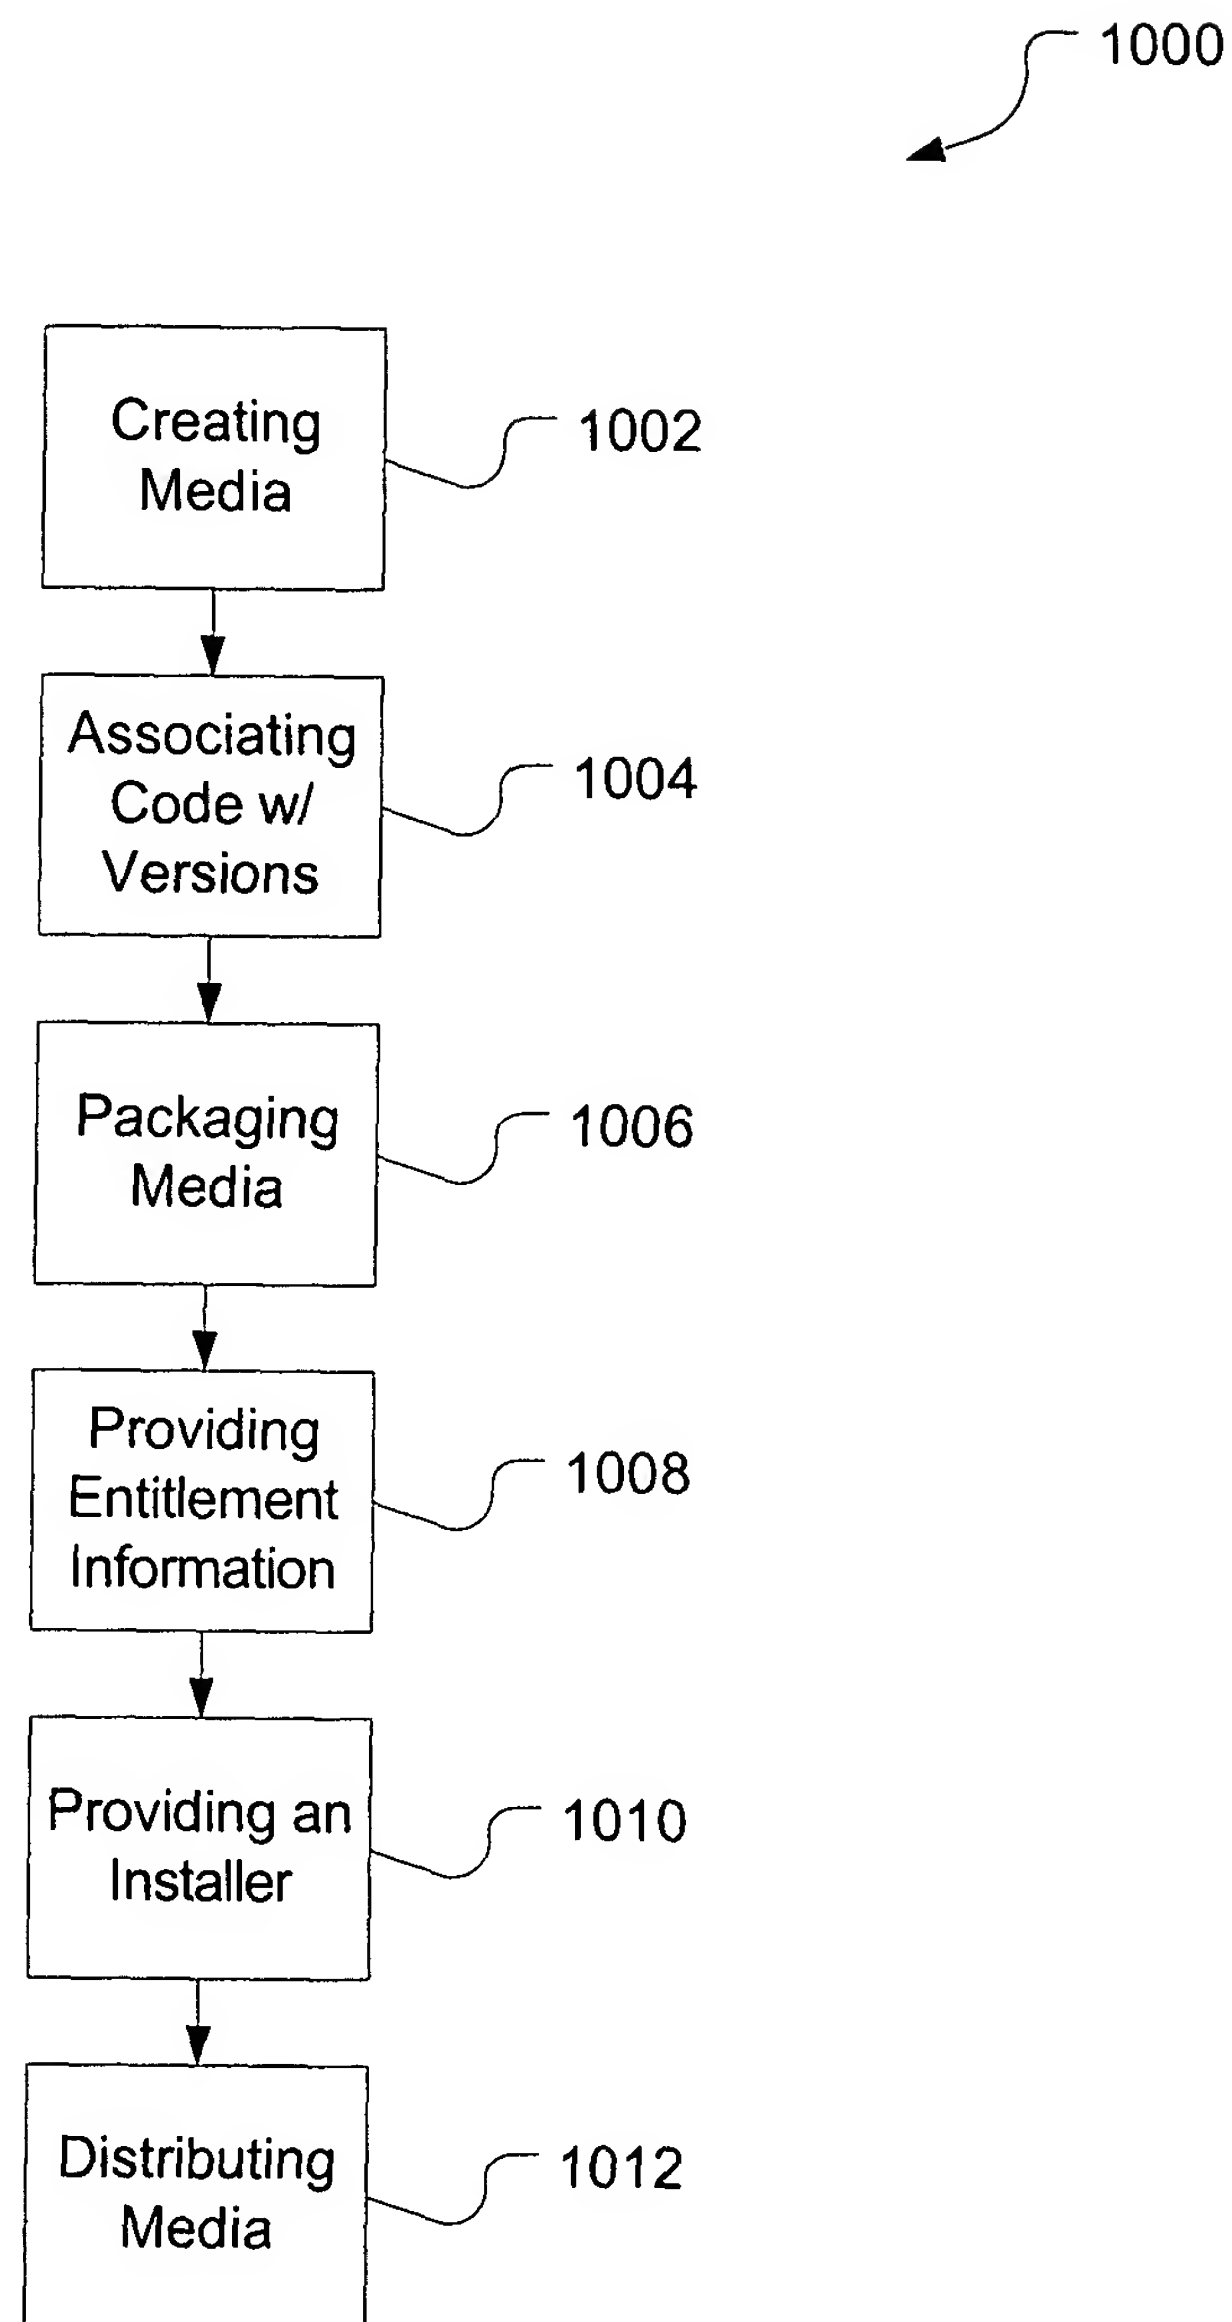 1000
Creating
Media
1002
Associating
Code w/
Versions
1004
Packaging
Media
1006
Providing
Entitlement
Information
1008
Providing an
Installer
1010
Distributing
Media
1012